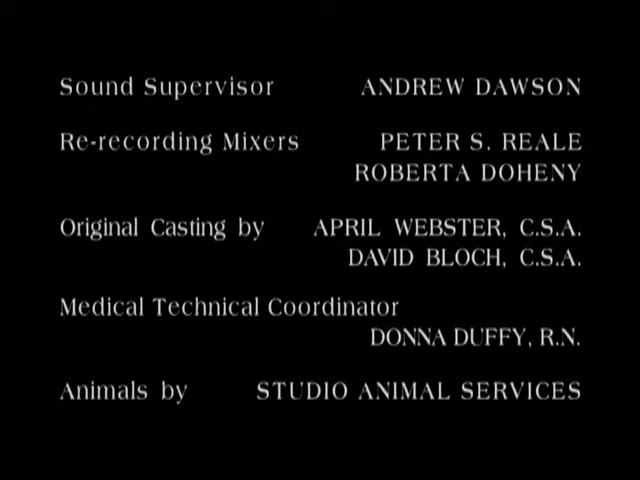 Sound Supervisor ANDREW DAWSON
Re-recording Mixers PETER S. REALE
ROBERTA DOHENY
Original Casting by APRIL WEBSTER, C.S.A.
DAVID BLOCH, C.S.A.
Medical Technical Coordinator
DONNA DUFFY, R.N.
Animals by STUDIO ANIMAL SERVICES